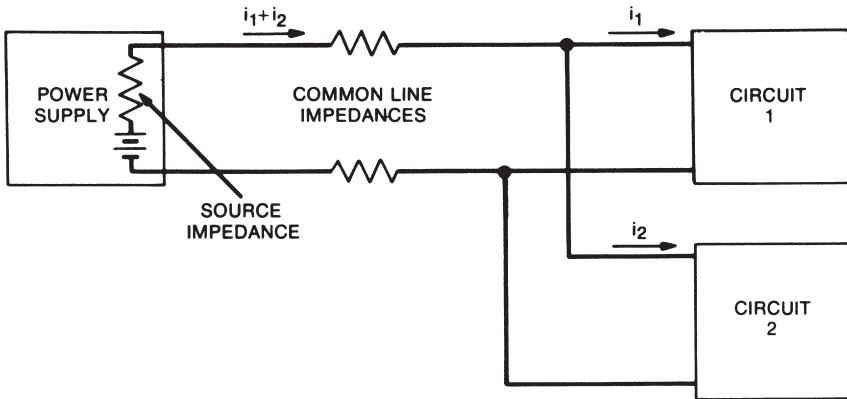 i₁+i₂
i₁
POWER
SUPPLY
COMMON LINE
IMPEDANCES
CIRCUIT
1
SOURCE
IMPEDANCE
i₂
CIRCUIT
2